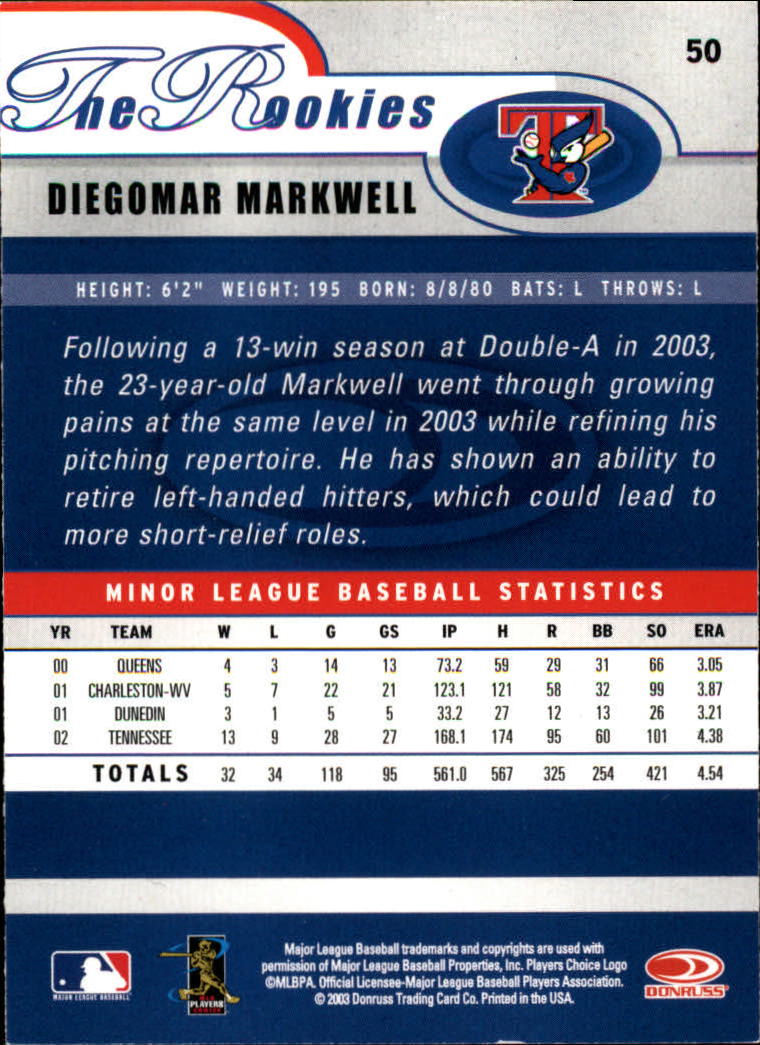 50
The Rookies
DIEGOMAR MARKWELL
HEIGHT: 6'2" WEIGHT: 195 BORN: 8/8/80 BATS: L THROWS: L
Following a 13-win season at Double-A in 2003,
the 23-year-old Markwell went through growing
pains at the same level in 2003 while refining his
pitching repertoire. He has shown an ability to
retire left-handed hitters, which could lead to
more short-relief roles.
MINOR LEAGUE BASEBALL STATISTICS
YR TEAM W L G GS IP H R BB SO ERA
00 QUEENS 4 3 14 13 73.2 59 29 31 66 3.05
01 CHARLESTON-WV 5 7 22 21 123.1 121 58 32 99 3.87
01 DUNEDIN 3 1 5 5 33.2 27 12 13 26 3.21
02 TENNESSEE 13 9 28 27 168.1 174 95 60 101 4.38
TOTALS 32 34 118 95 561.0 567 325 254 421 4.54
Major League Baseball trademarks and copyrights are used with
permission of Major League Baseball Properties, Inc. Players Choice Logo
©MLBPA. Official Licensee-Major League Baseball Players Association.
© 2003 Donruss Trading Card Co. Printed in the USA.
MAJOR LEAGUE BASEBALL
PLAYERS
CHOICE
DONRUSS